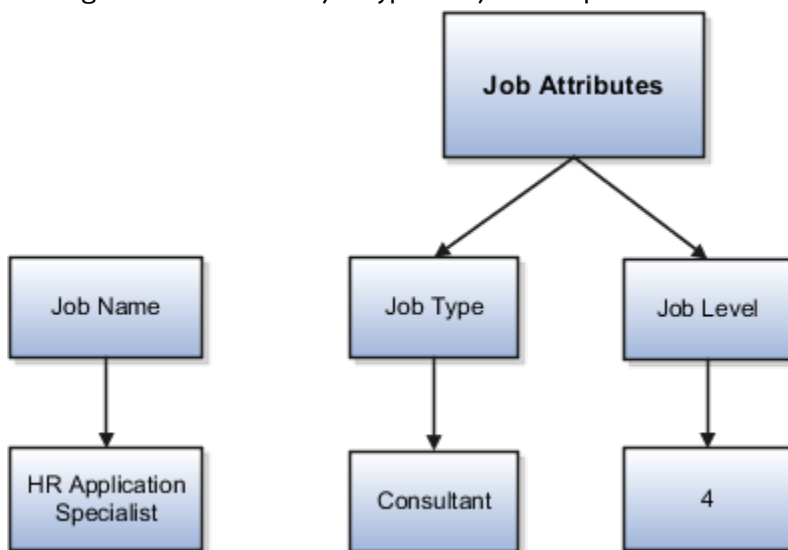 Job Attributes
Job Name
Job Type
Job Level
HR Application
Specialist
Consultant
4